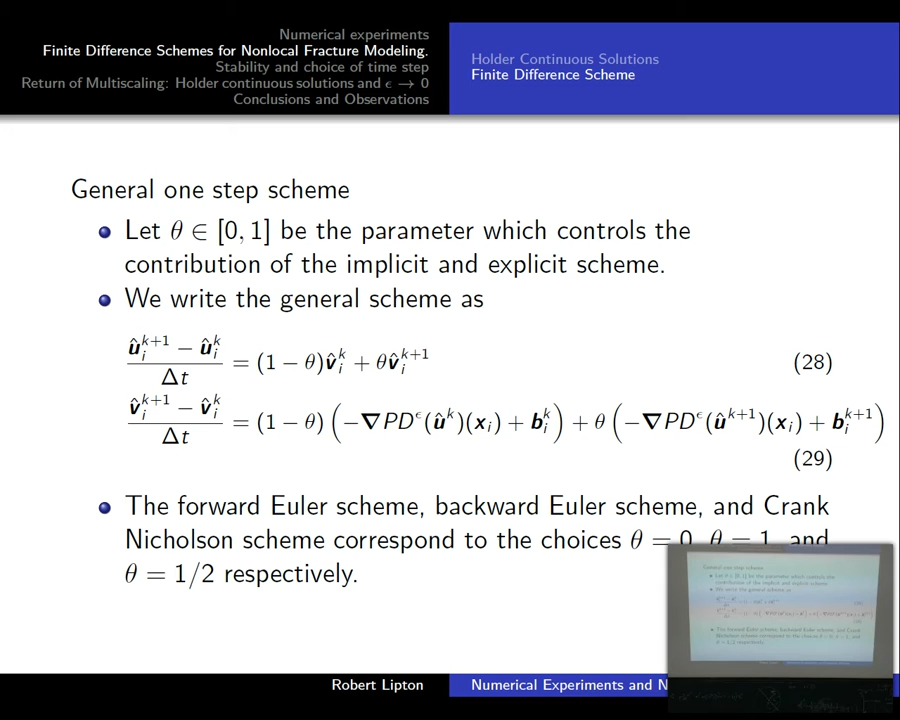 Numerical experiments
Finite Difference Schemes for Nonlocal Fracture Modeling.
Stability and choice of time step
Return of Multiscaling: Holder continuous solutions and ϵ → 0
Conclusions and Observations
Holder Continuous Solutions
Finite Difference Scheme
General one step scheme
Let θ ∈ [0, 1] be the parameter which controls the
contribution of the implicit and explicit scheme.
We write the general scheme as
(û_i^{k+1} − û_i^k) / Δt = (1 − θ)v̂_i^k + θv̂_i^{k+1} (28)
(v̂_i^{k+1} − v̂_i^k) / Δt = (1 − θ) (−∇PD^ϵ(û^k)(x_i) + b_i^k) + θ (−∇PD^ϵ(û^{k+1})(x_i) + b_i^{k+1})
(29)
The forward Euler scheme, backward Euler scheme, and Crank
Nicholson scheme correspond to the choices θ = 0, θ = 1, and
θ = 1/2 respectively.
Robert Lipton
Numerical Experiments and N